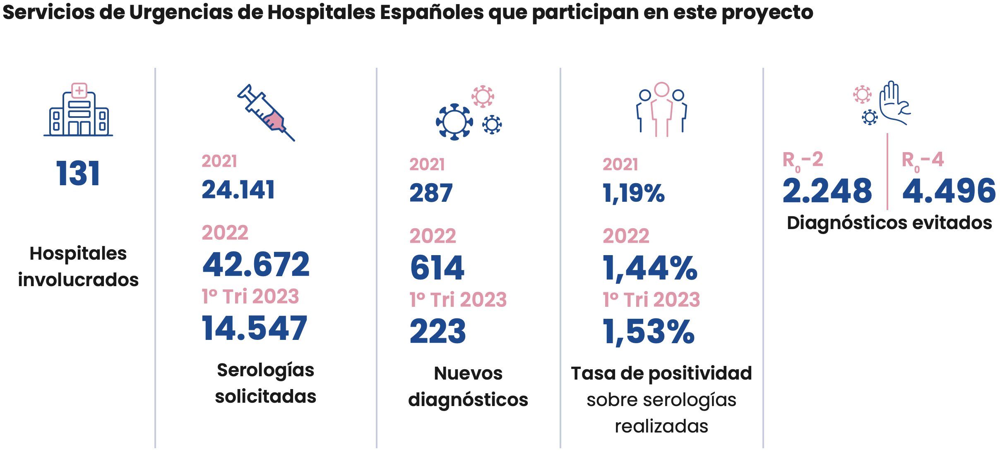 Servicios de Urgencias de Hospitales Españoles que participan en este proyecto
131
Hospitales
involucrados
2021
24.141
2022
42.672
1º Tri 2023
14.547
Serologías
solicitadas
2021
287
2022
614
1º Tri 2023
223
Nuevos
diagnósticos
2021
1,19%
2022
1,44%
1º Tri 2023
1,53%
Tasa de positividad
sobre serologías
realizadas
R₀-2
2.248
R₀-4
4.496
Diagnósticos evitados